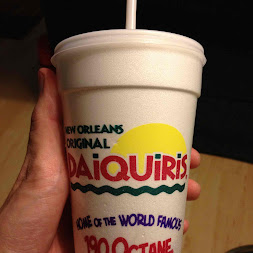 NEW ORLEANS
ORIGINAL
DAIQUIRIS
HOME OF THE WORLD FAMOUS
190 OCTANE